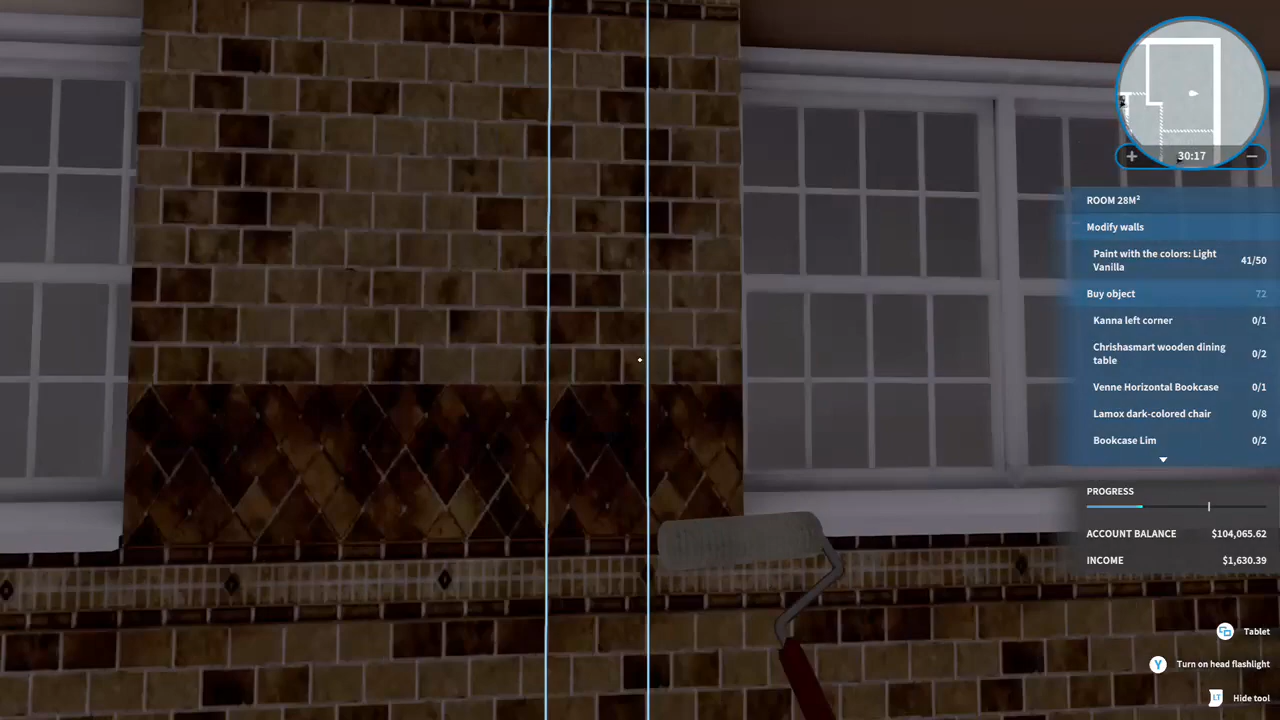 30:17
ROOM 28M²
Modify walls
Paint with the colors: Light
Vanilla
41/50
Buy object 72
Kanna left corner 0/1
Chrishasmart wooden dining
table
0/2
Venne Horizontal Bookcase 0/1
Lamox dark-colored chair 0/8
Bookcase Lim 0/2
PROGRESS
ACCOUNT BALANCE $104,065.62
INCOME $1,630.39
Tablet
Y Turn on head flashlight
LT Hide tool